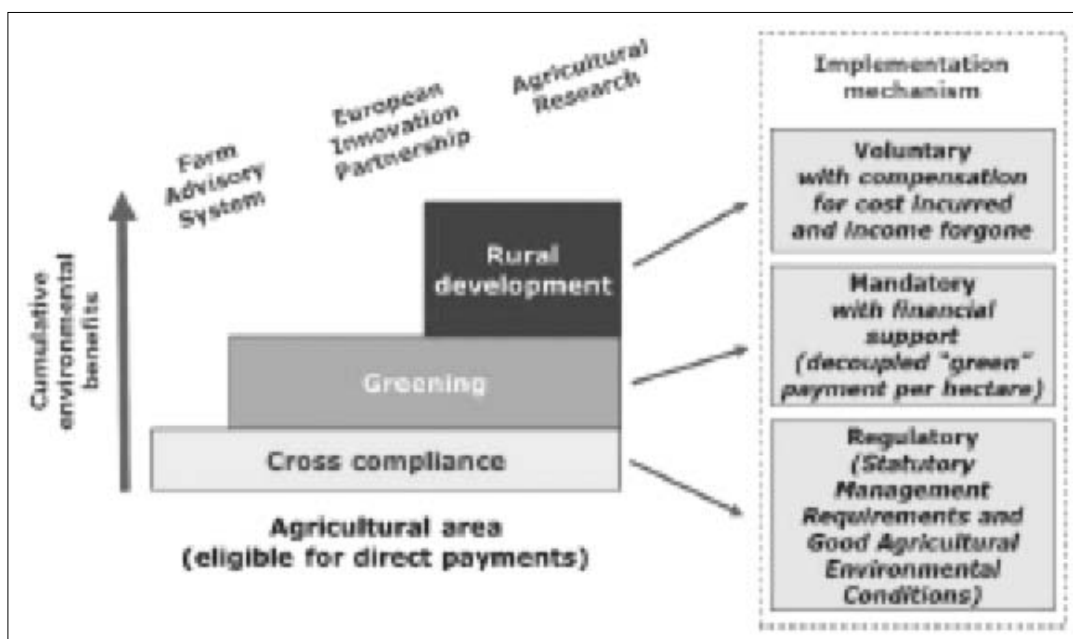 Farm
Advisory
System
European
Innovation
Partnership
Agricultural
Research
Cumulative
environmental
benefits
Rural
development
Greening
Cross compliance
Agricultural area
(eligible for direct payments)
Implementation
mechanism
Voluntary
with compensation
for cost incurred
and income forgone
Mandatory
with financial
support
(decoupled "green"
payment per hectare)
Regulatory
(Statutory
Management
Requirements and
Good Agricultural
Environmental
Conditions)